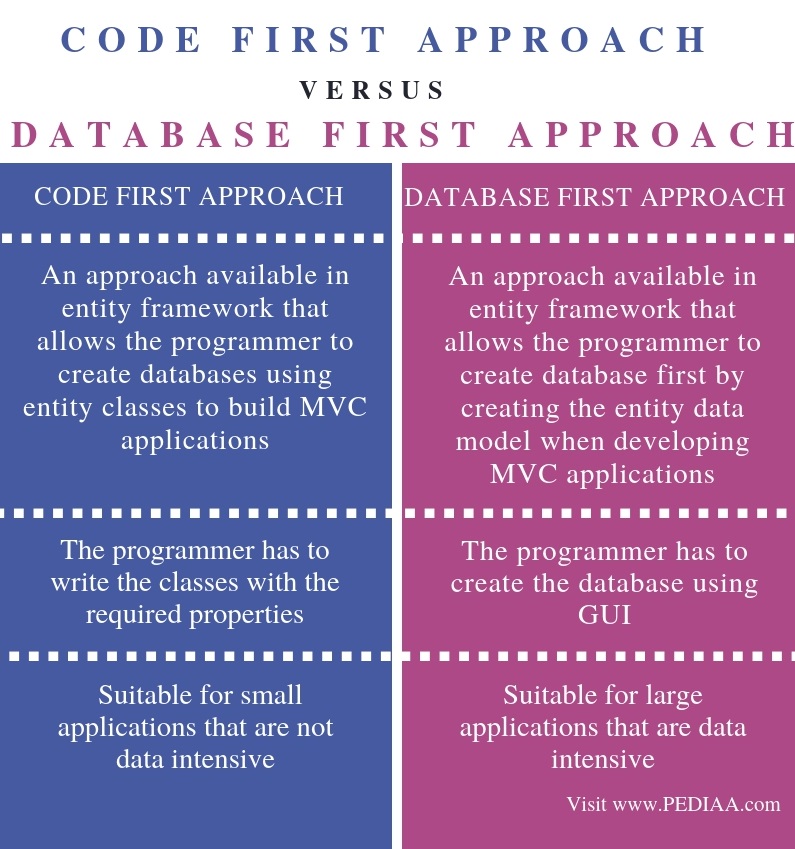 CODE FIRST APPROACH
VERSUS
DATABASE FIRST APPROACH
CODE FIRST APPROACH
An approach available in
entity framework that
allows the programmer to
create databases using
entity classes to build MVC
applications
The programmer has to
write the classes with the
required properties
Suitable for small
applications that are not
data intensive
DATABASE FIRST APPROACH
An approach available in
entity framework that
allows the programmer to
create database first by
creating the entity data
model when developing
MVC applications
The programmer has to
create the database using
GUI
Suitable for large
applications that are data
intensive
Visit www.PEDIAA.com